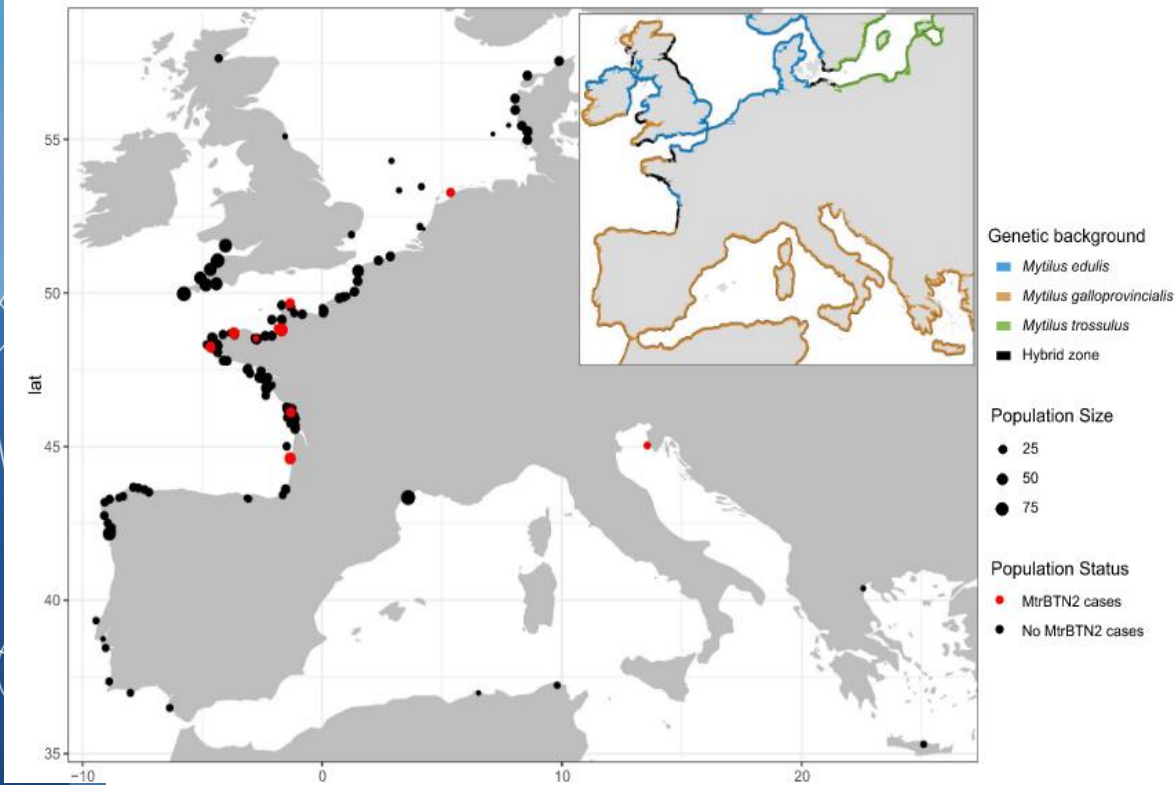 55
50
lat
45
40
35
−10
0
10
20
Genetic background
Mytilus edulis
Mytilus galloprovincialis
Mytilus trossulus
Hybrid zone
Population Size
25
50
75
Population Status
MtrBTN2 cases
No MtrBTN2 cases